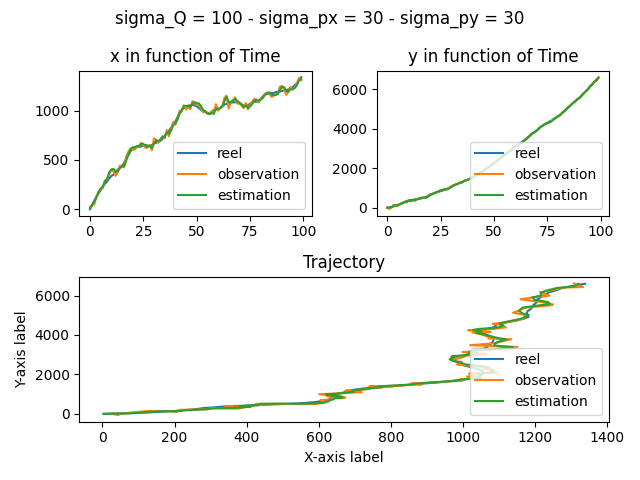 sigma_Q = 100 - sigma_px = 30 - sigma_py = 30
x in function of Time
1000
500
0
0 25 50 75 100
reel
observation
estimation
y in function of Time
6000
4000
2000
0
0 25 50 75 100
reel
observation
estimation
Trajectory
Y-axis label
6000
4000
2000
0
0 200 400 600 800 1000 1200 1400
X-axis label
reel
observation
estimation